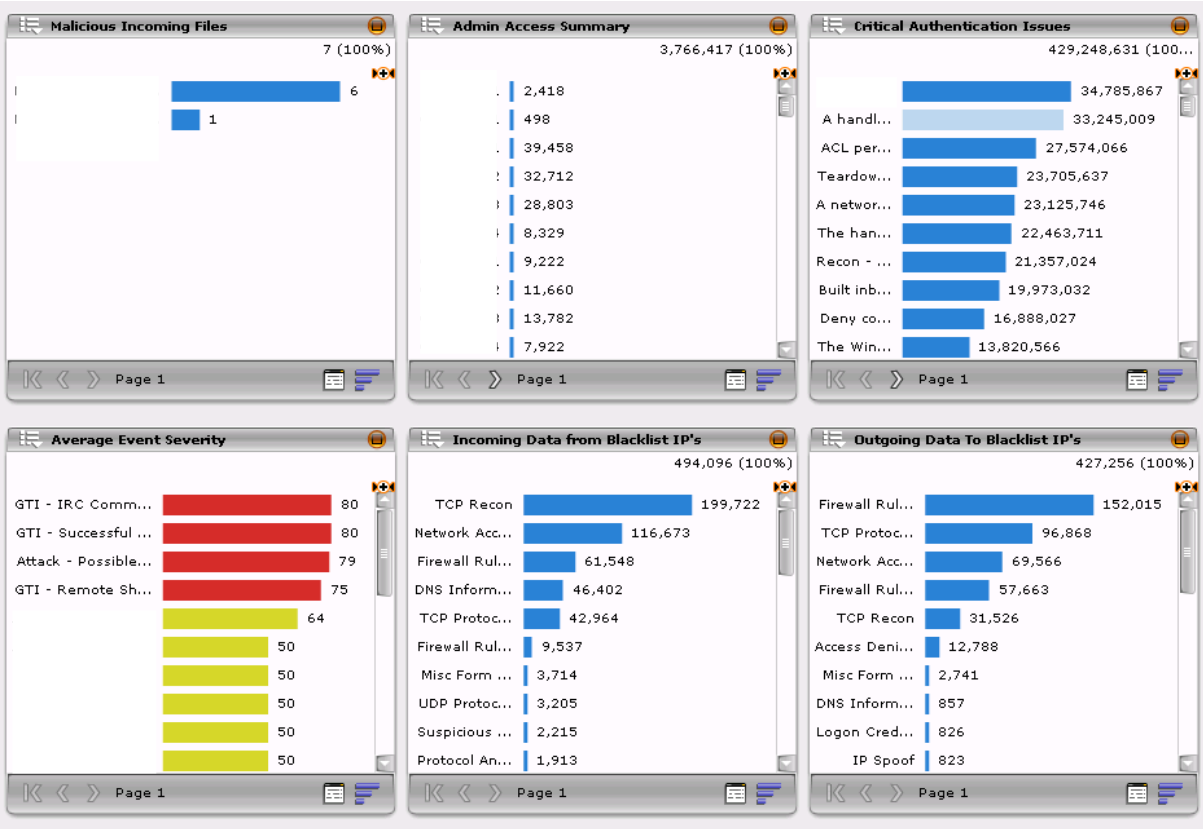 Malicious Incoming Files
7 (100%)
6
1
Page 1
Admin Access Summary
3,766,417 (100%)
2,418
498
39,458
32,712
28,803
8,329
9,222
11,660
13,782
7,922
Page 1
Critical Authentication Issues
429,248,631 (100...
34,785,867
A handl... 33,245,009
ACL per... 27,574,066
Teardow... 23,705,637
A networ... 23,125,746
The han... 22,463,711
Recon - ... 21,357,024
Built inb... 19,973,032
Deny co... 16,888,027
The Win... 13,820,566
Page 1
Average Event Severity
GTI - IRC Comm... 80
GTI - Successful ... 80
Attack - Possible... 79
GTI - Remote Sh... 75
64
50
50
50
50
50
Page 1
Incoming Data from Blacklist IP's
494,096 (100%)
TCP Recon 199,722
Network Acc... 116,673
Firewall Rul... 61,548
DNS Inform... 46,402
TCP Protoc... 42,964
Firewall Rul... 9,537
Misc Form ... 3,714
UDP Protoc... 3,205
Suspicious ... 2,215
Protocol An... 1,913
Page 1
Outgoing Data To Blacklist IP's
427,256 (100%)
Firewall Rul... 152,015
TCP Protoc... 96,868
Network Acc... 69,566
Firewall Rul... 57,663
TCP Recon 31,526
Access Deni... 12,788
Misc Form ... 2,741
DNS Inform... 857
Logon Cred... 826
IP Spoof 823
Page 1